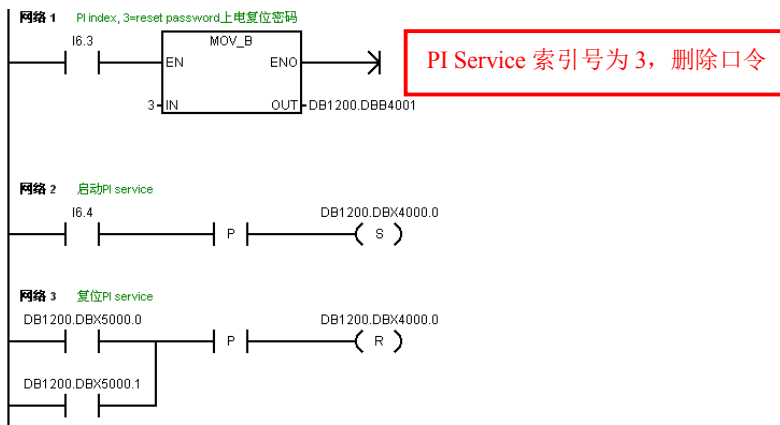 网络 1 PI index, 3=reset password上电复位密码
I6.3
MOV_B
EN ENO
3 IN OUT DB1200.DBB4001
PI Service 索引号为 3，删除口令
网络 2 启动PI service
I6.4 DB1200.DBX4000.0
P S
网络 3 复位PI service
DB1200.DBX5000.0 DB1200.DBX4000.0
P R
DB1200.DBX5000.1